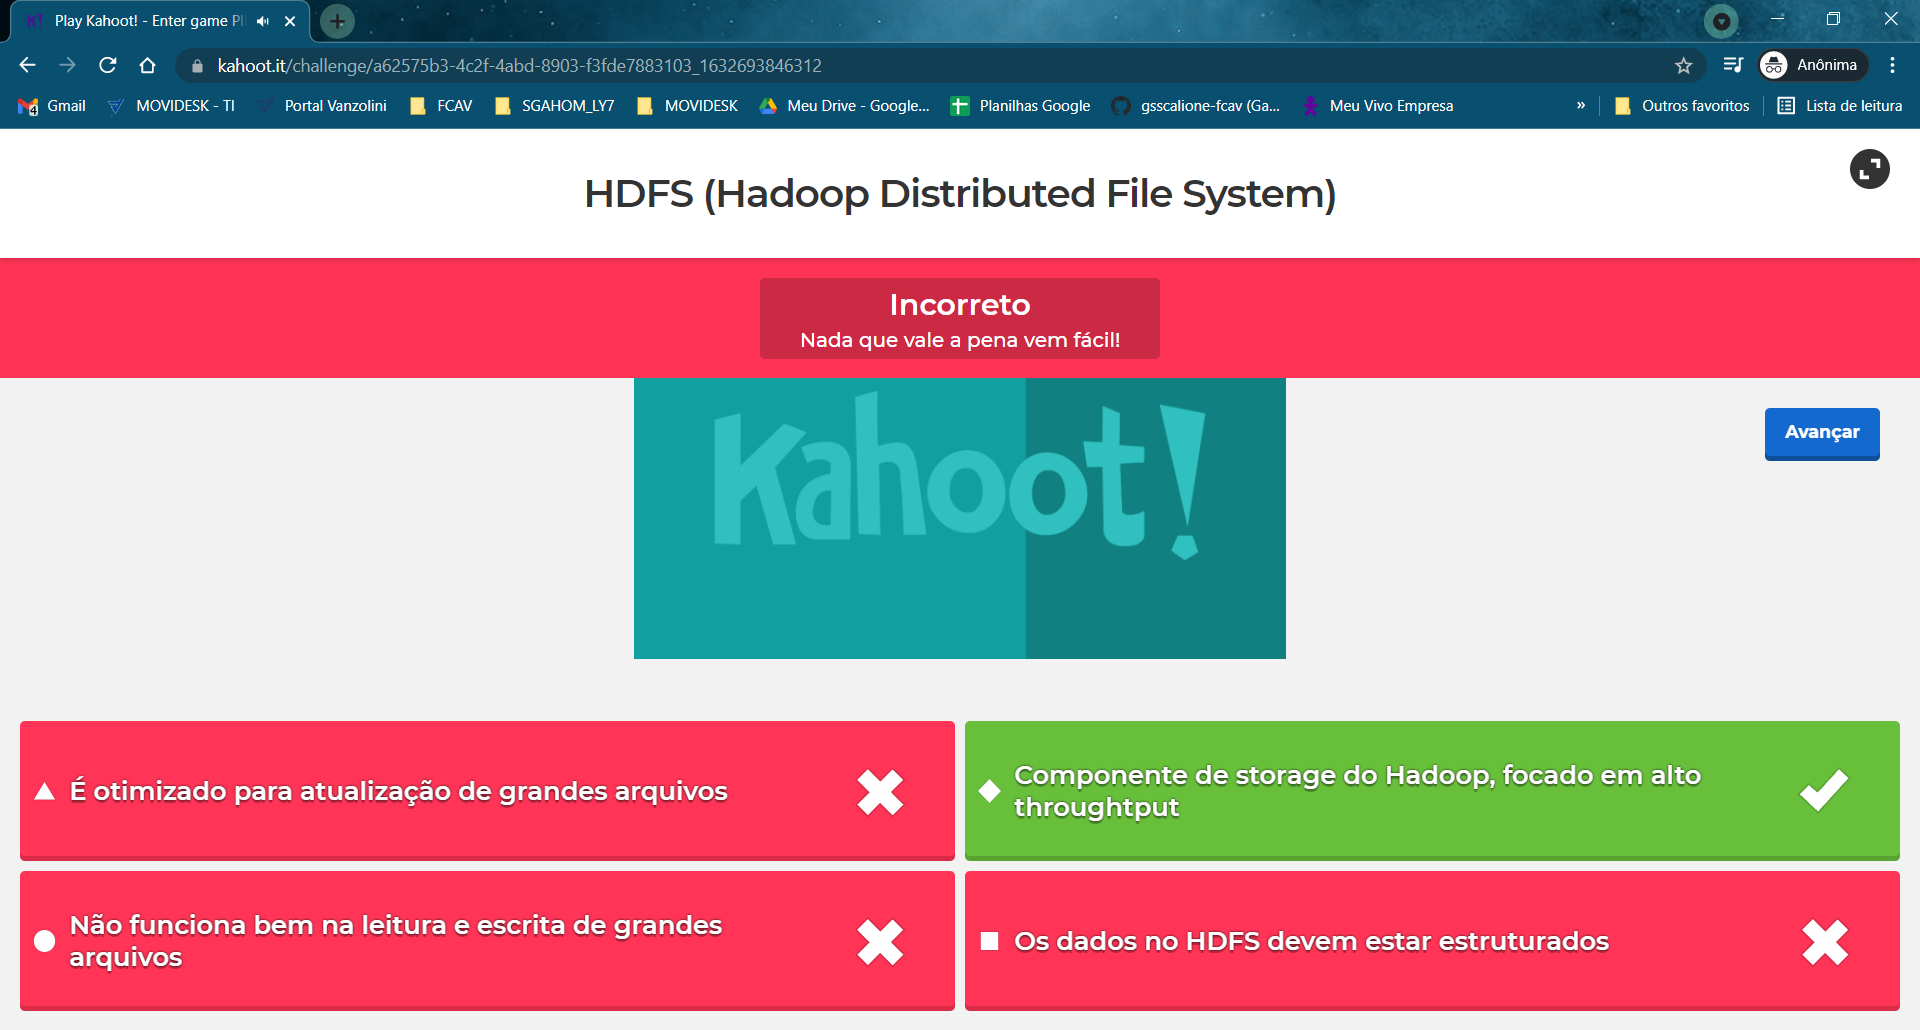 Play Kahoot! - Enter game P
kahoot.it/challenge/a62575b3-4c2f-4abd-8903-f3fde7883103_1632693846312
Anônima
4
Gmail
MOVIDESK - TI
Portal Vanzolini
FCAV
SGAHOM_LY7
MOVIDESK
Meu Drive - Google...
Planilhas Google
gsscalione-fcav (Ga...
Meu Vivo Empresa
»
Outros favoritos
Lista de leitura
HDFS (Hadoop Distributed File System)
Incorreto
Nada que vale a pena vem fácil!
Kahoot!
Avançar
É otimizado para atualização de grandes arquivos
Componente de storage do Hadoop, focado em alto
throughtput
Não funciona bem na leitura e escrita de grandes
arquivos
Os dados no HDFS devem estar estruturados